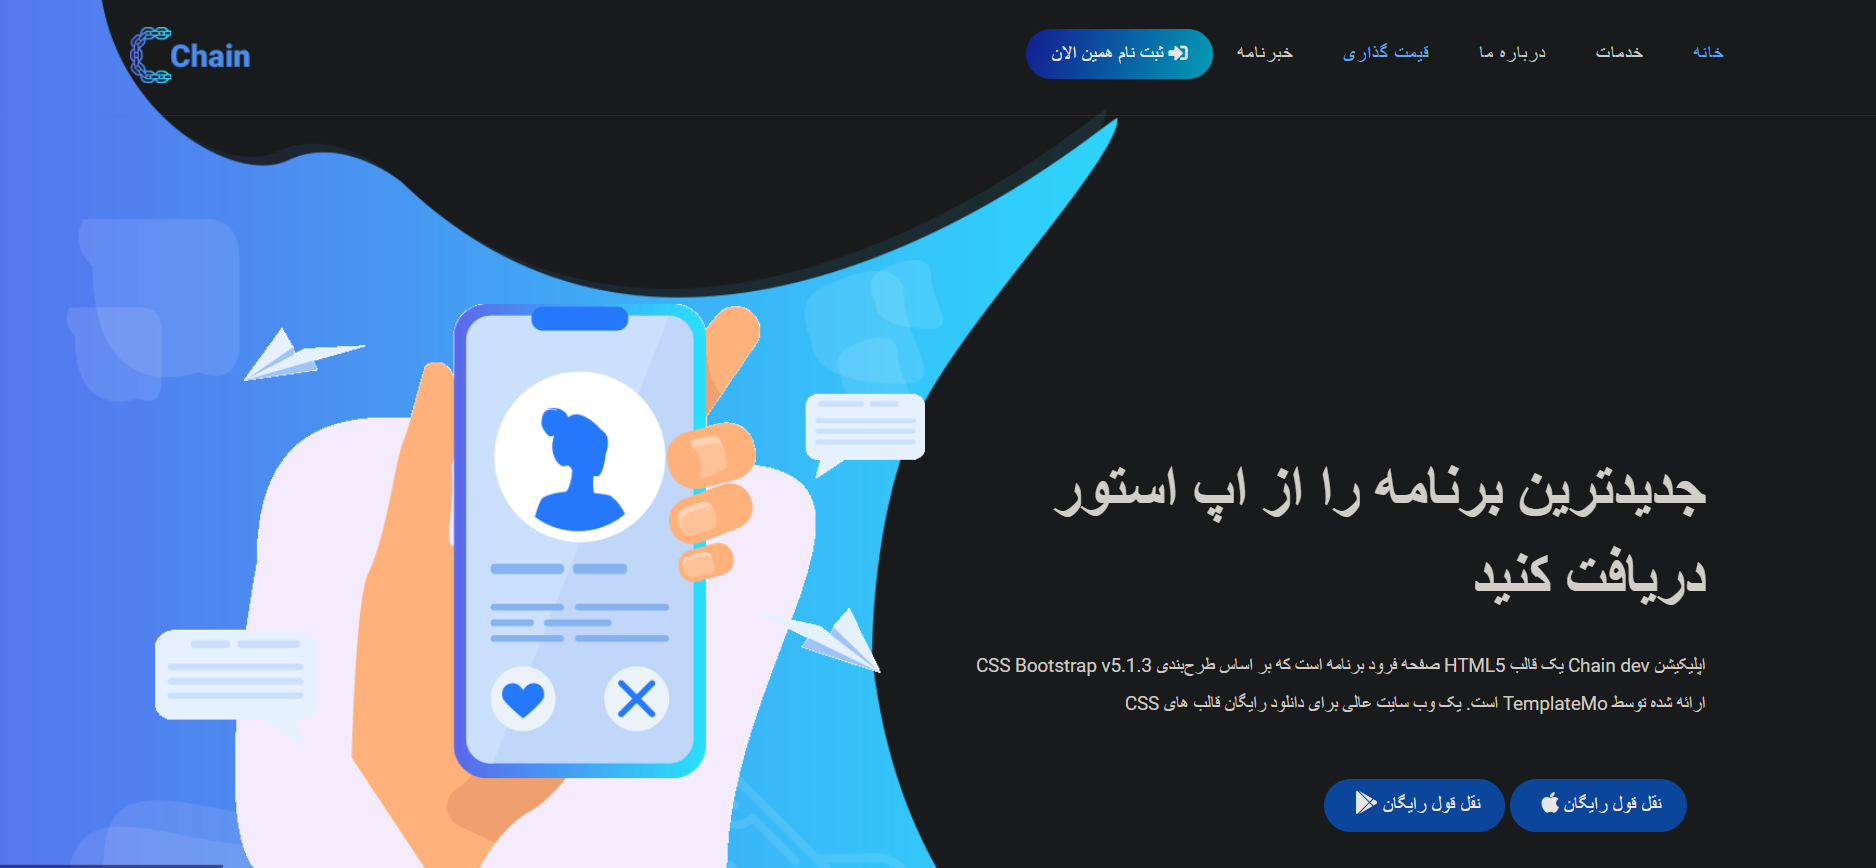 Chain
خانه
خدمات
درباره ما
قیمت گذاری
خبرنامه
ثبت نام همین الان
جدیدترین برنامه را از اپ استور
دریافت کنید
اپلیکیشن Chain dev یک قالب HTML5 صفحه فرود برنامه است که بر اساس طرح‌بندی CSS Bootstrap v5.1.3
ارائه شده توسط TemplateMo است. یک وب سایت عالی برای دانلود رایگان قالب های CSS
نقل قول رایگان
نقل قول رایگان